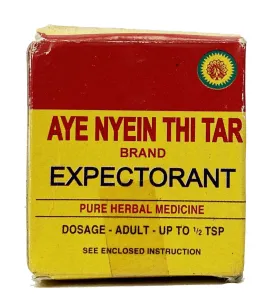 AYE NYEIN THI TAR
BRAND
EXPECTORANT
PURE HERBAL MEDICINE
DOSAGE - ADULT - UP TO ½ TSP
SEE ENCLOSED INSTRUCTION